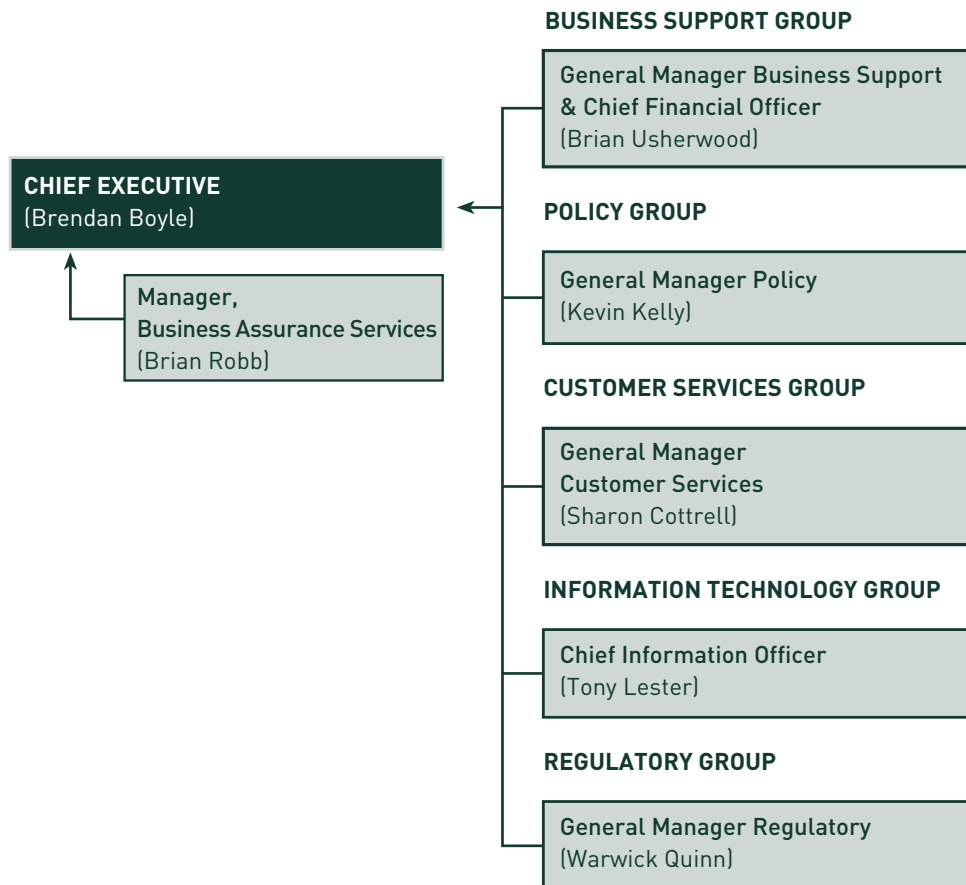 CHIEF EXECUTIVE
(Brendan Boyle)
Manager,
Business Assurance Services
(Brian Robb)
BUSINESS SUPPORT GROUP
General Manager Business Support
& Chief Financial Officer
(Brian Usherwood)
POLICY GROUP
General Manager Policy
(Kevin Kelly)
CUSTOMER SERVICES GROUP
General Manager
Customer Services
(Sharon Cottrell)
INFORMATION TECHNOLOGY GROUP
Chief Information Officer
(Tony Lester)
REGULATORY GROUP
General Manager Regulatory
(Warwick Quinn)